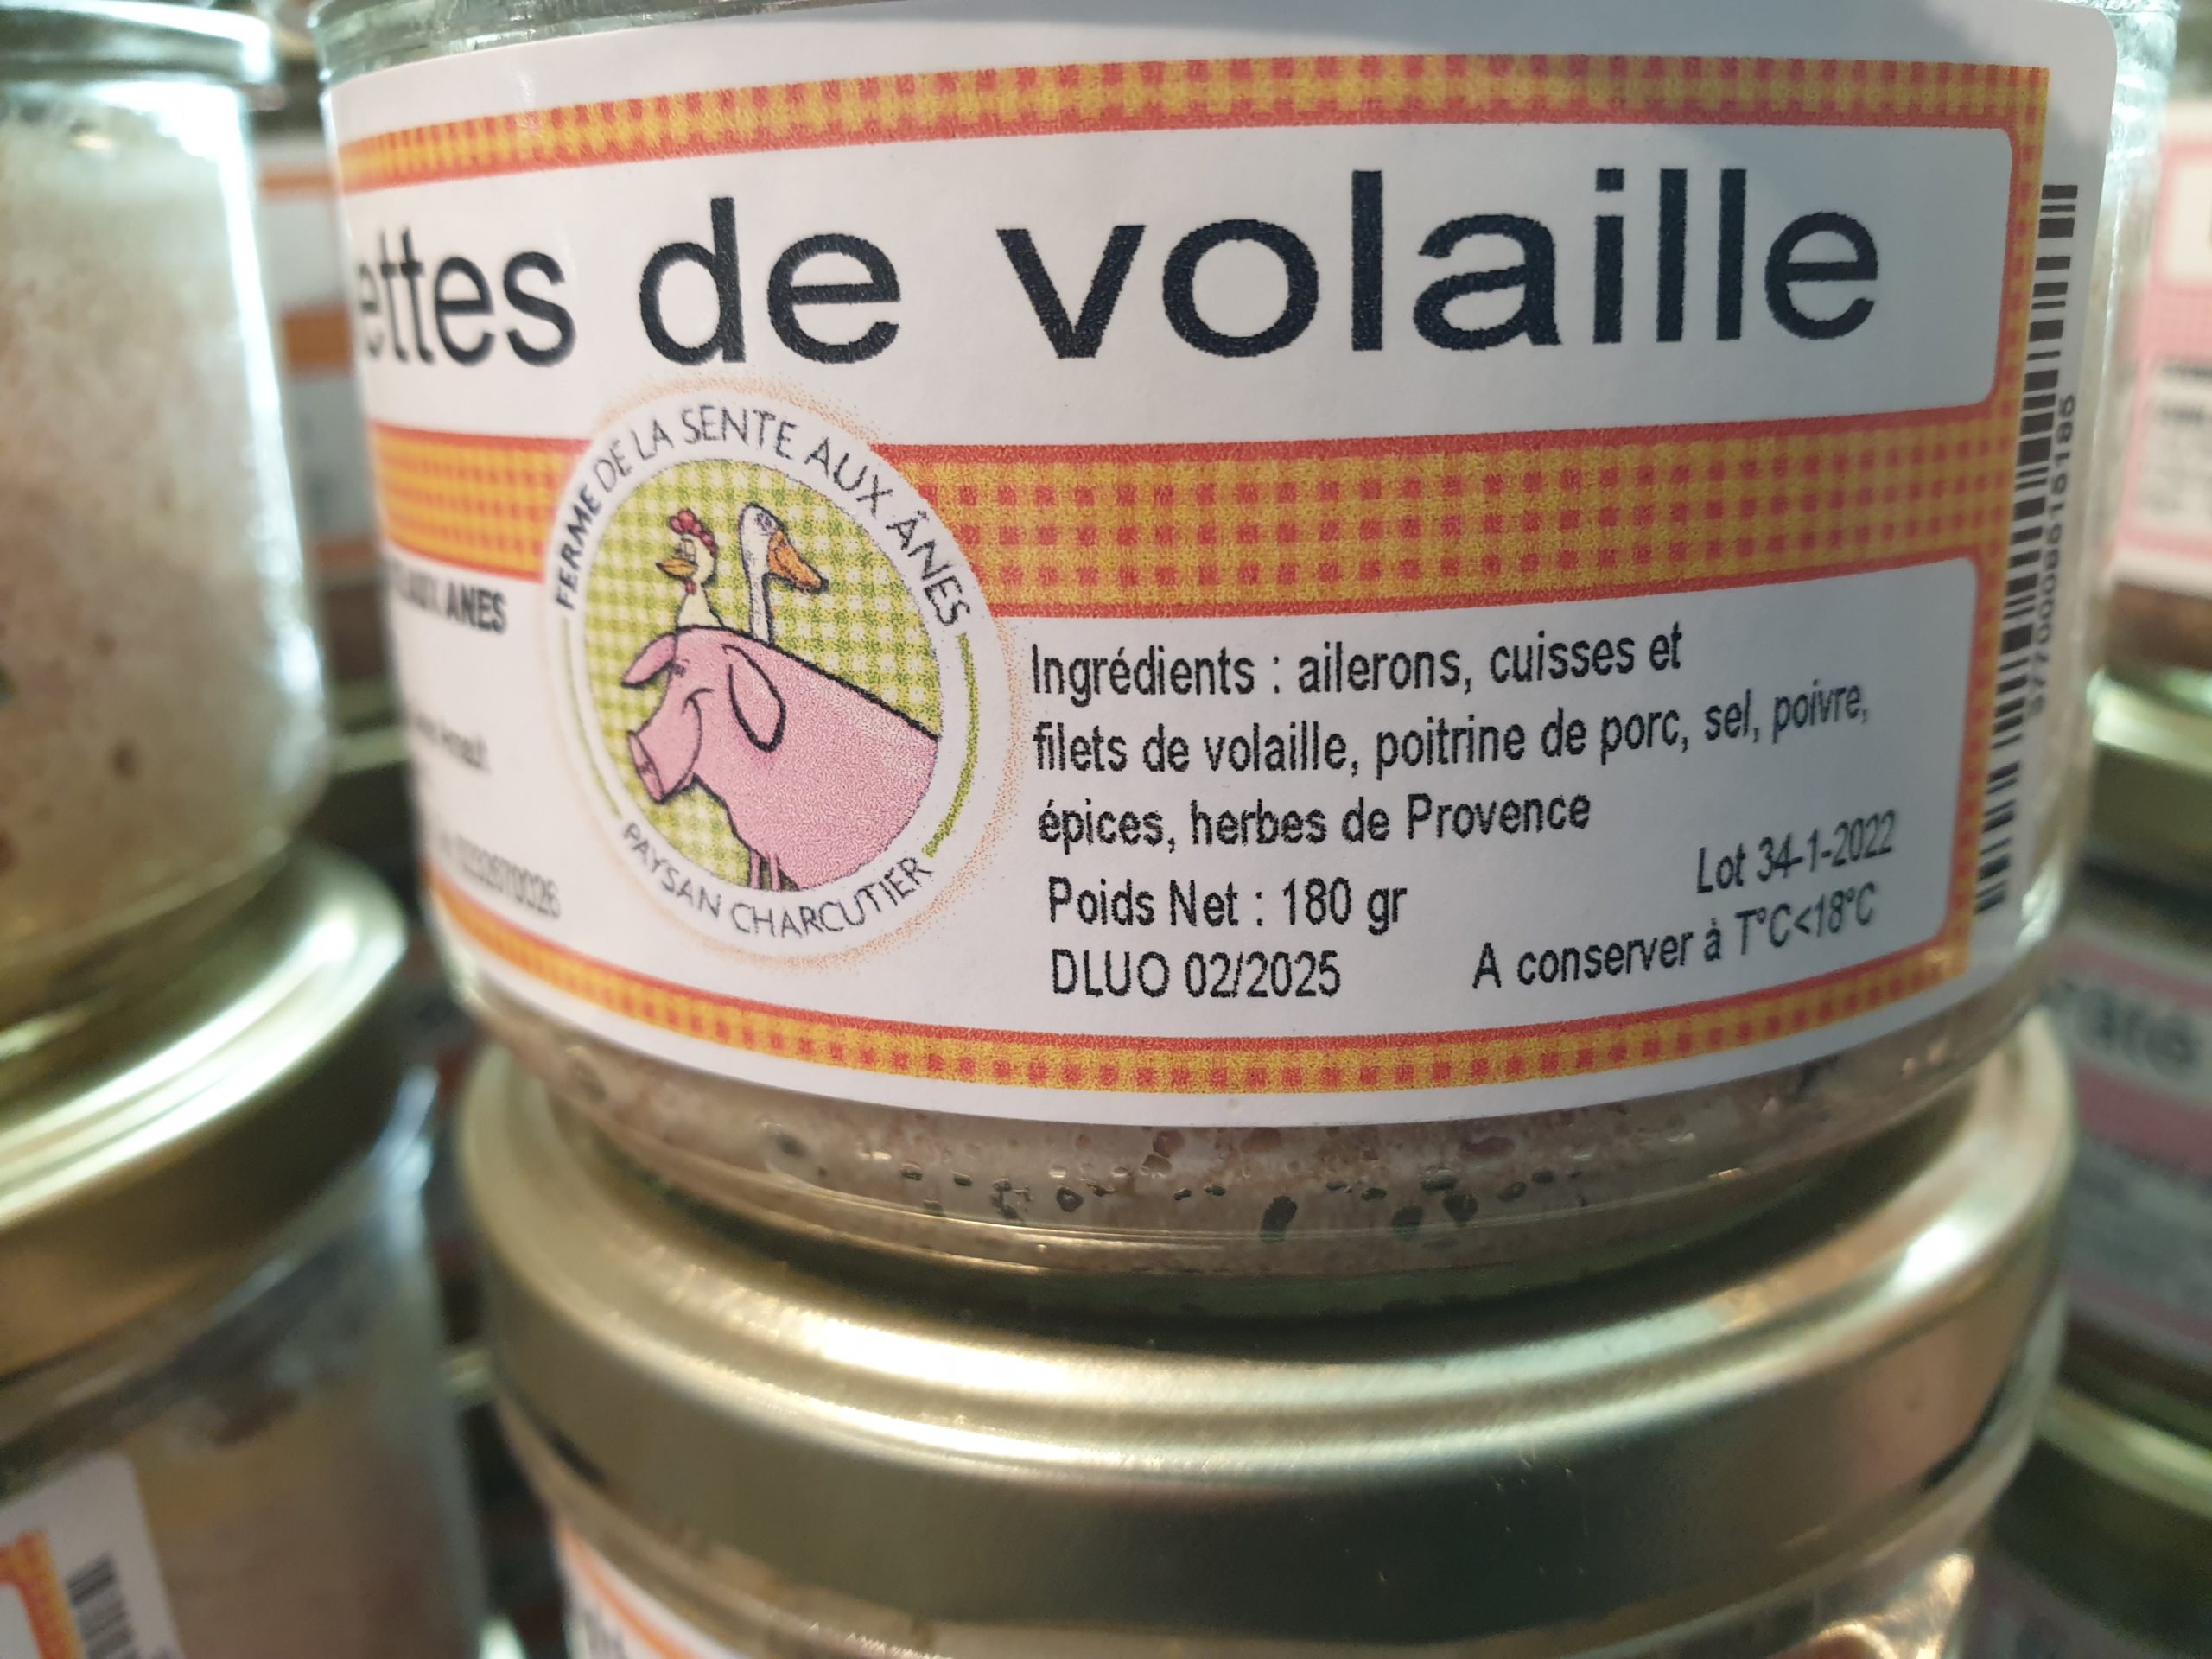 ettes de volaille
FERME DE LA SENTE AUX ÂNES
PAYSAN CHARCUTIER
AUX ANES
Ingrédients : ailerons, cuisses et
filets de volaille, poitrine de porc, sel, poivre,
épices, herbes de Provence
Poids Net : 180 gr
Lot 34-1-2022
DLUO 02/2025
A conserver à T°C<18°C